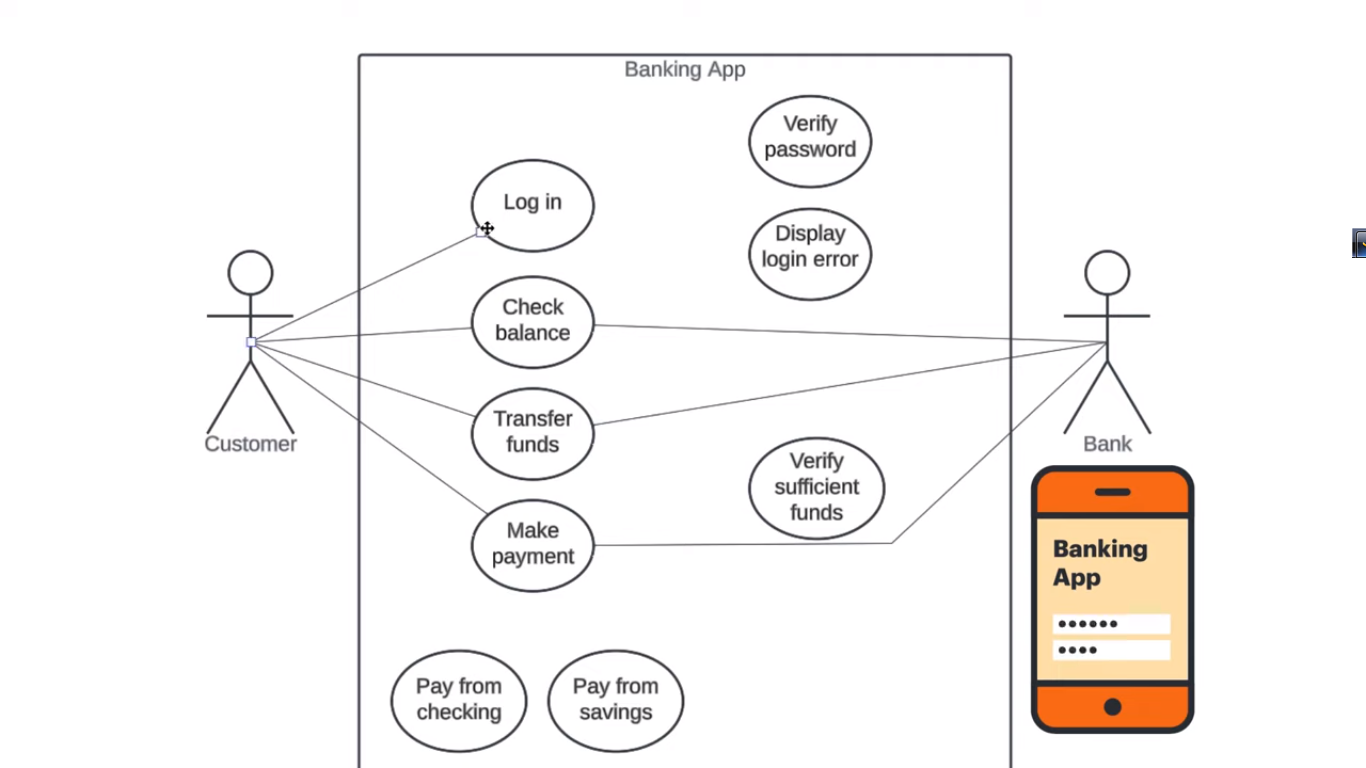 Banking App
Verify
password
Log in
Display
login error
Check
balance
Transfer
funds
Customer
Bank
Verify
sufficient
funds
Make
payment
Banking
App
Pay from
checking
Pay from
savings